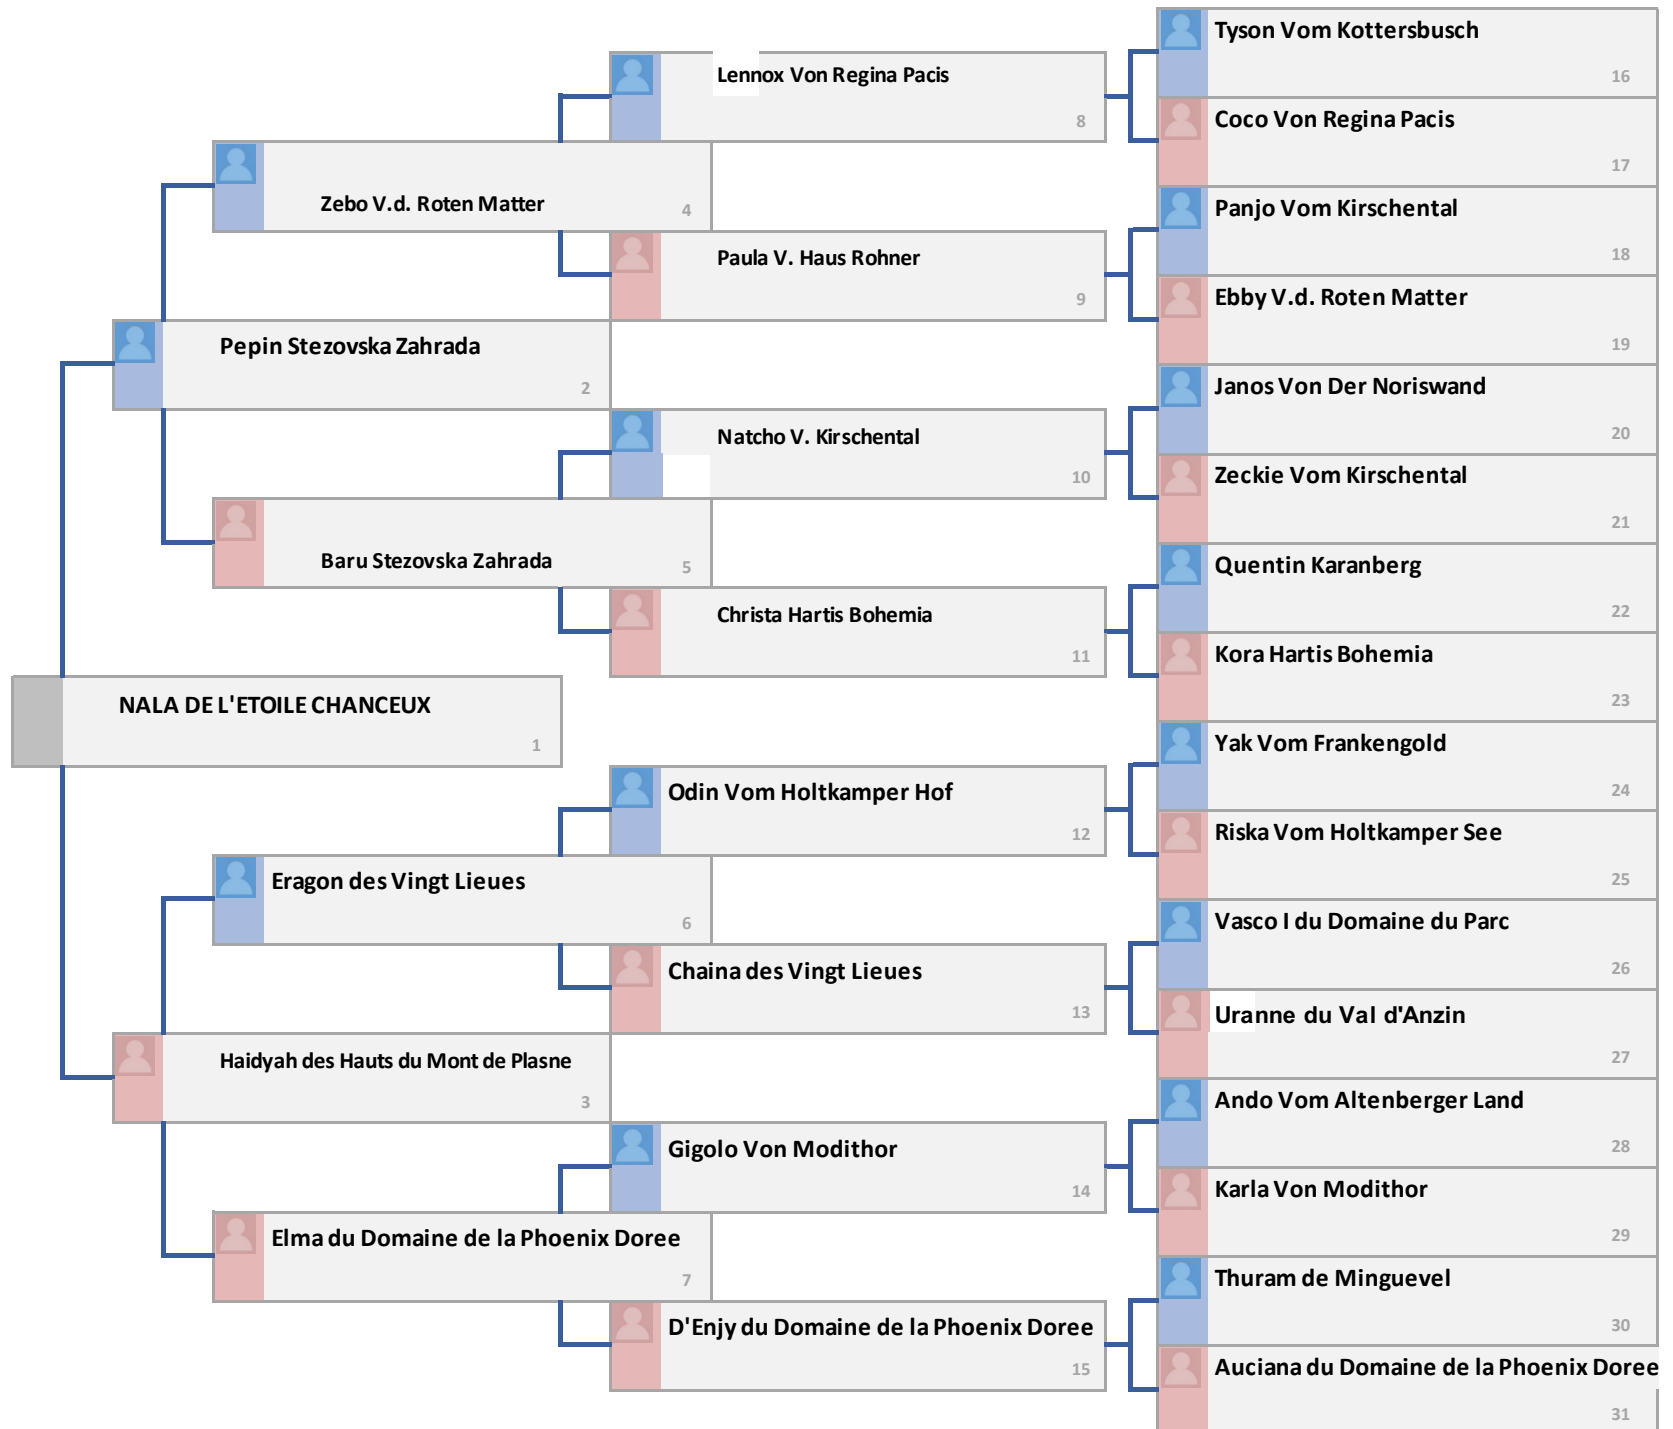 Tyson Vom Kottersbusch
16
Lennox Von Regina Pacis
8
Coco Von Regina Pacis
17
Zebo V.d. Roten Matter
4
Panjo Vom Kirschental
18
Paula V. Haus Rohner
9
Ebby V.d. Roten Matter
19
Pepin Stezovska Zahrada
2
Janos Von Der Noriswand
20
Natcho V. Kirschental
10
Zeckie Vom Kirschental
21
Baru Stezovska Zahrada
5
Quentin Karanberg
22
Christa Hartis Bohemia
11
Kora Hartis Bohemia
23
NALA DE L'ETOILE CHANCEUX
1
Yak Vom Frankengold
24
Odin Vom Holtkamper Hof
12
Riska Vom Holtkamper See
25
Eragon des Vingt Lieues
6
Vasco I du Domaine du Parc
26
Chaina des Vingt Lieues
13
Uranne du Val d'Anzin
27
Haidyah des Hauts du Mont de Plasne
3
Ando Vom Altenberger Land
28
Gigolo Von Modithor
14
Karla Von Modithor
29
Elma du Domaine de la Phoenix Doree
7
Thuram de Minguevel
30
D'Enjy du Domaine de la Phoenix Doree
15
Auciana du Domaine de la Phoenix Doree
31